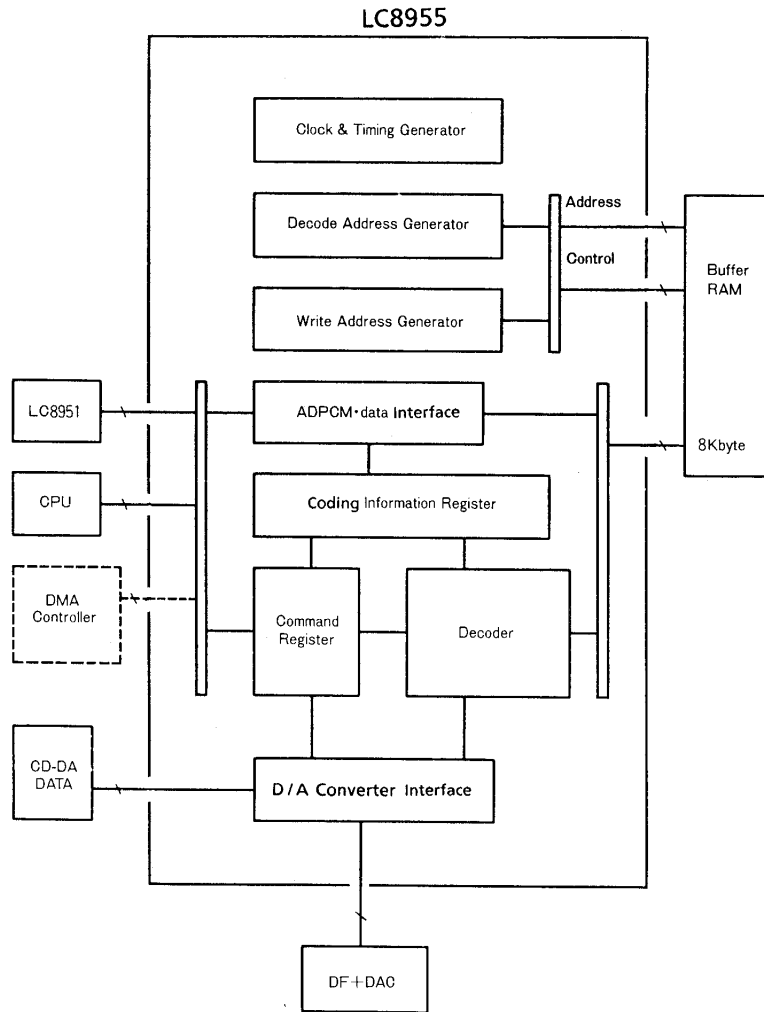 LC8955
Clock & Timing Generator
Decode Address Generator
Address
Control
Write Address Generator
Buffer
RAM
8Kbyte
LC8951
ADPCM・data Interface
CPU
Coding Information Register
DMA
Controller
Command
Register
Decoder
CD-DA
DATA
D/A Converter Interface
DF+DAC